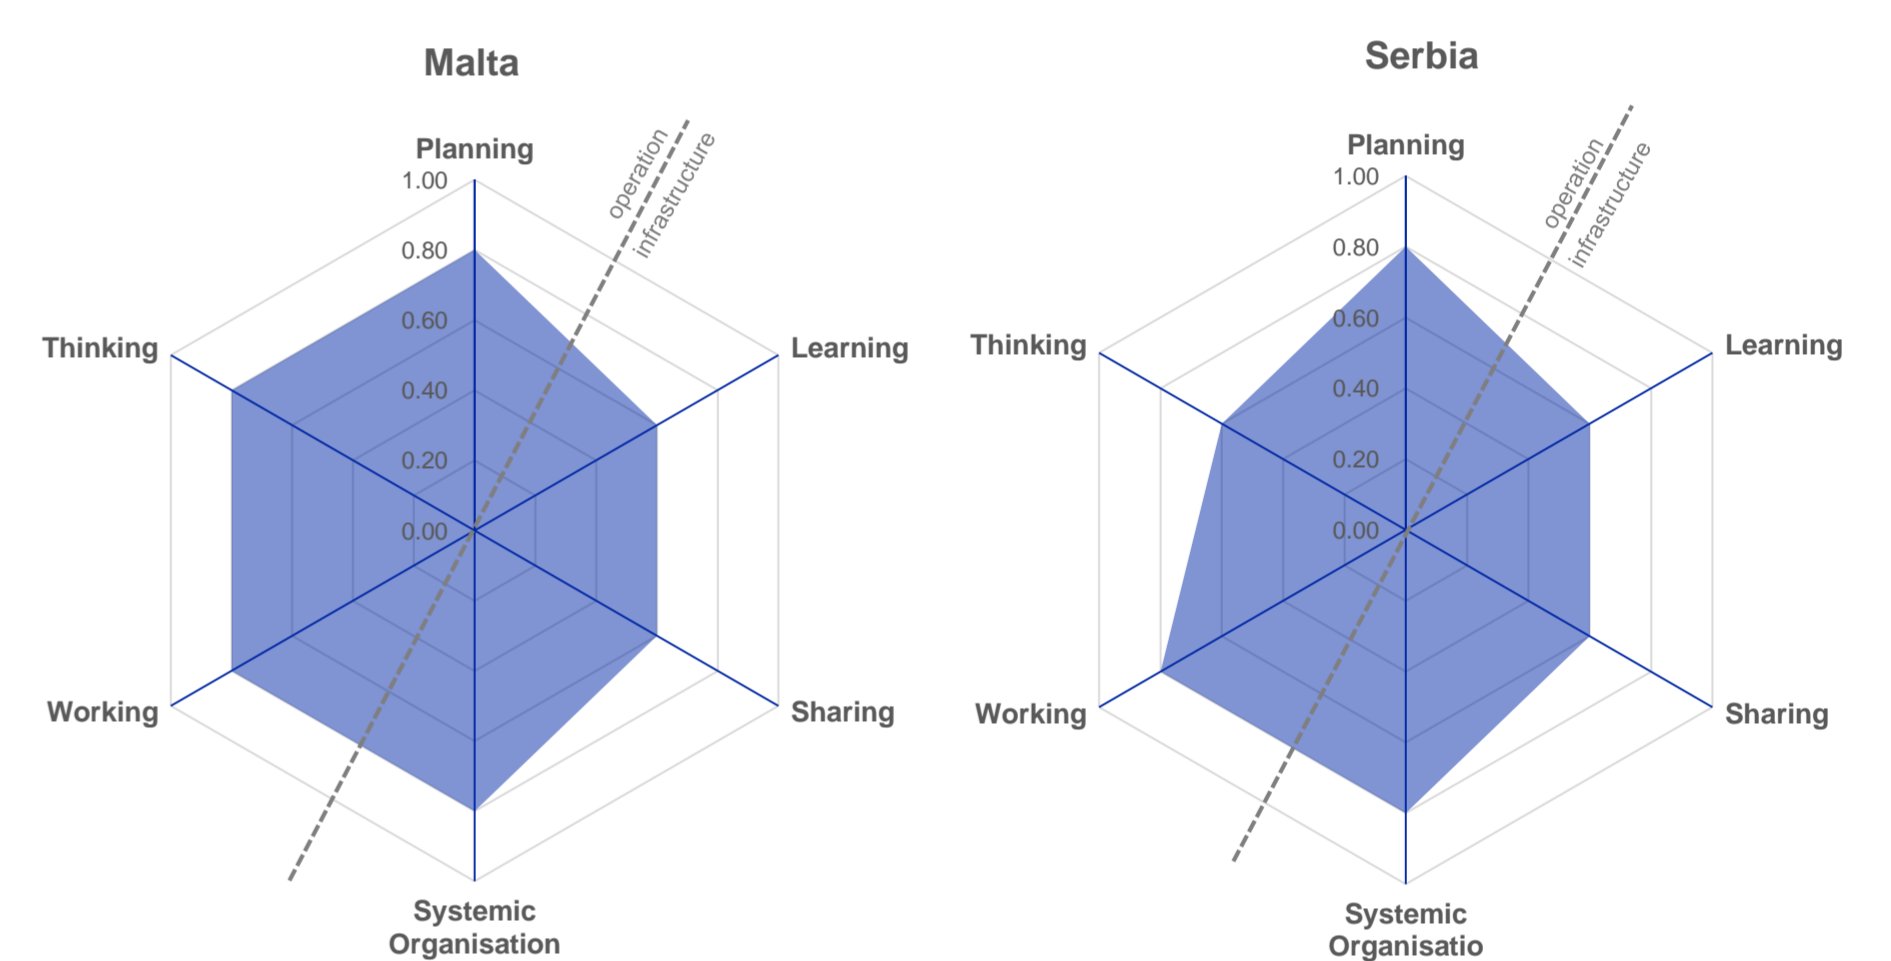 Malta
Planning
operation
infrastructure
1.00
0.80
0.60
0.40
0.20
0.00
Thinking
Learning
Working
Sharing
Systemic
Organisation
Serbia
Planning
operation
infrastructure
1.00
0.80
0.60
0.40
0.20
0.00
Thinking
Learning
Working
Sharing
Systemic
Organisatio